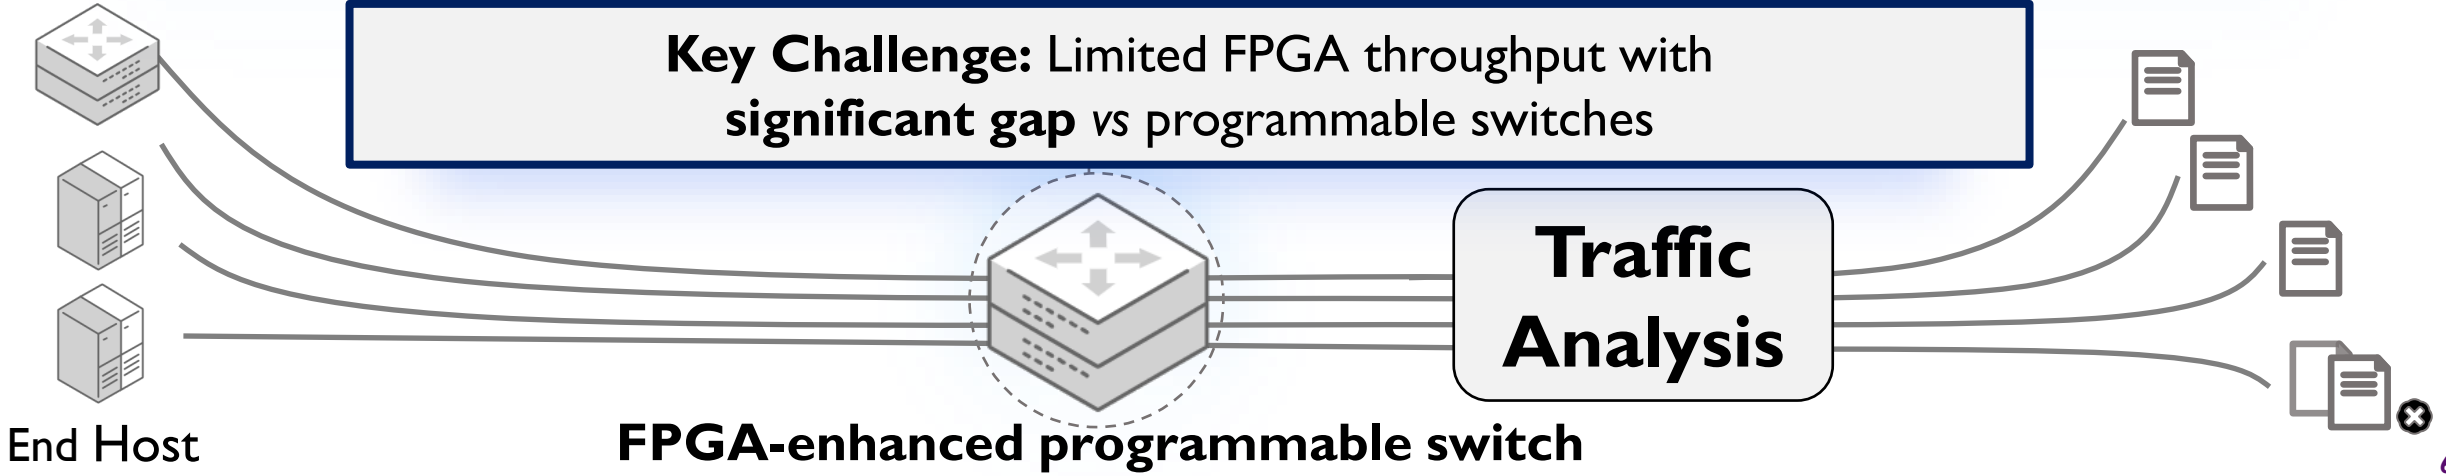 Key Challenge: Limited FPGA throughput with
significant gap vs programmable switches
Traffic
Analysis
End Host
FPGA-enhanced programmable switch